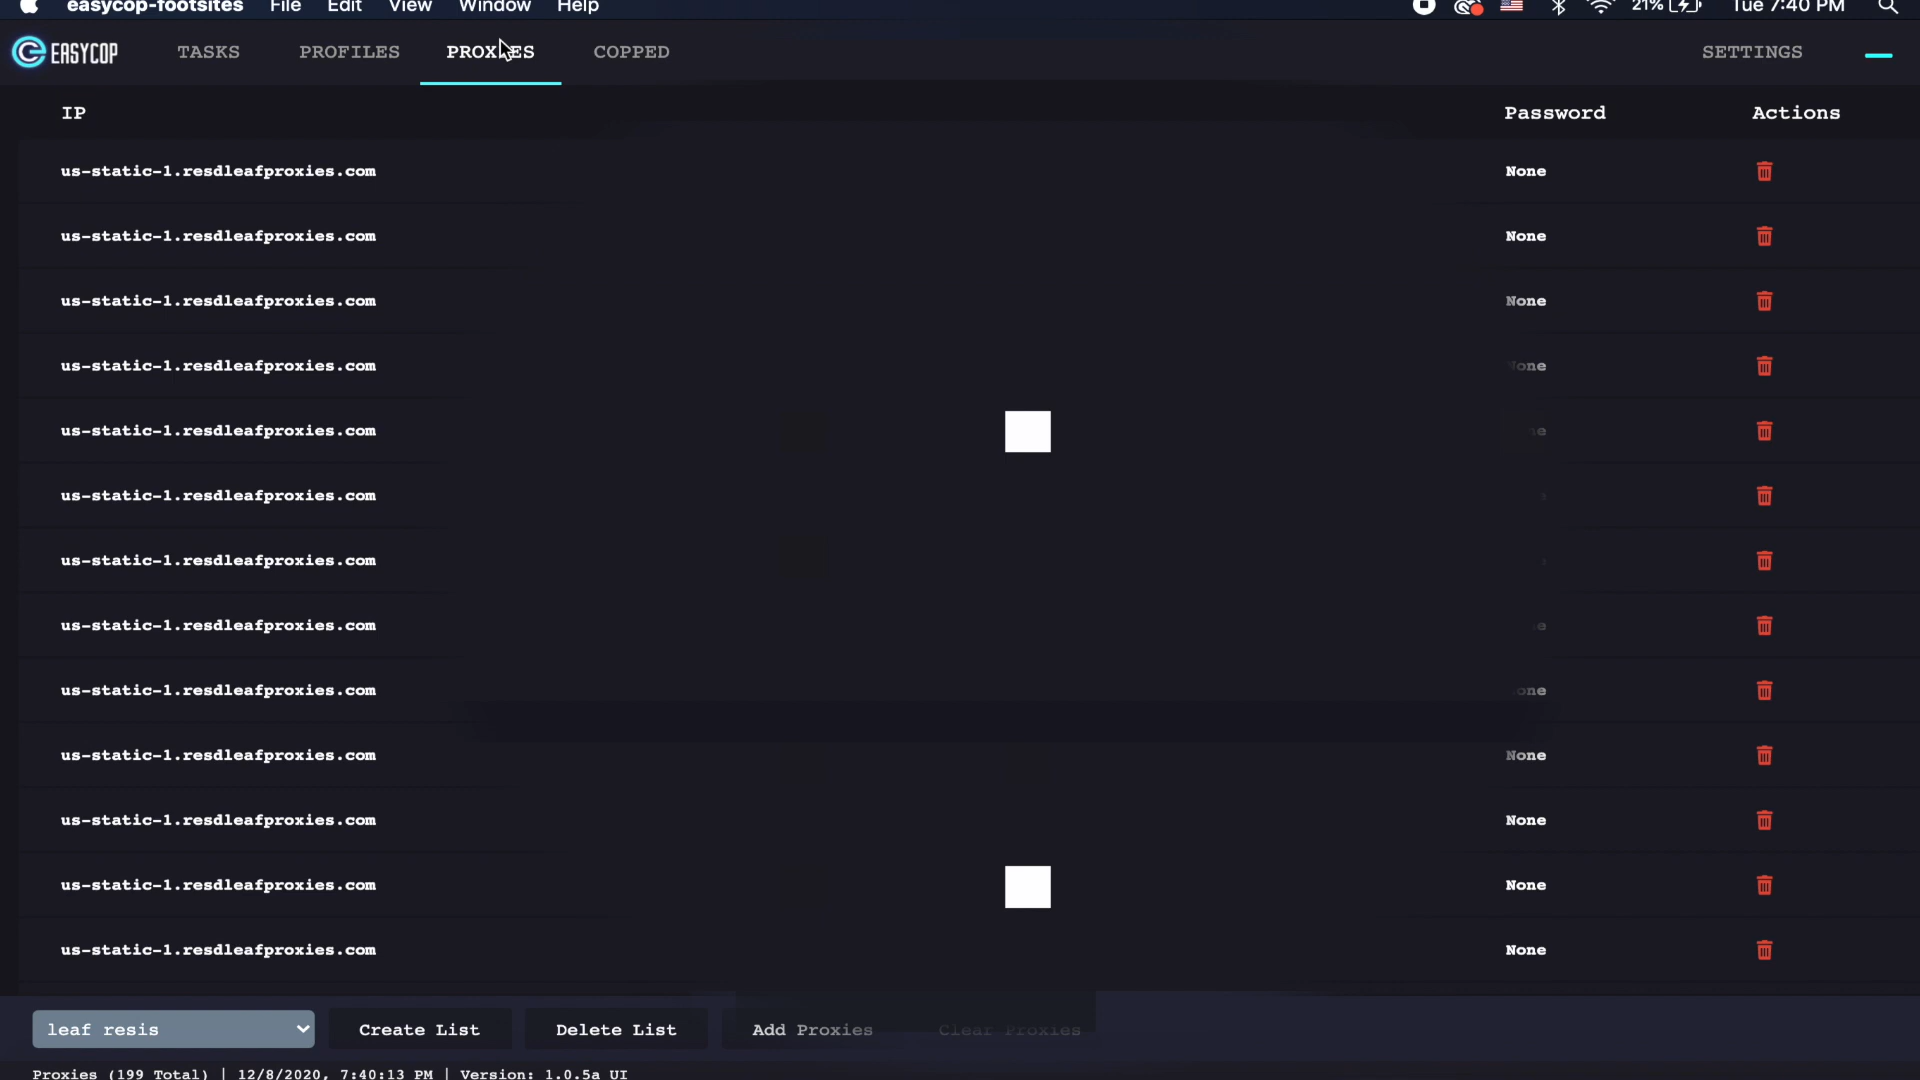 easycop-footsites File Edit View Window Help 21% Tue 7:40 PM
EASYCOP TASKS PROFILES PROXIES COPPED SETTINGS
IP Password Actions
us-static-1.resdleafproxies.com None
us-static-1.resdleafproxies.com None
us-static-1.resdleafproxies.com None
us-static-1.resdleafproxies.com one
us-static-1.resdleafproxies.com e
us-static-1.resdleafproxies.com
us-static-1.resdleafproxies.com
us-static-1.resdleafproxies.com e
us-static-1.resdleafproxies.com one
us-static-1.resdleafproxies.com None
us-static-1.resdleafproxies.com None
us-static-1.resdleafproxies.com None
us-static-1.resdleafproxies.com None
leaf resis Create List Delete List Add Proxies Clear Proxies
Proxies (199 Total) | 12/8/2020, 7:40:13 PM | Version: 1.0.5a UI